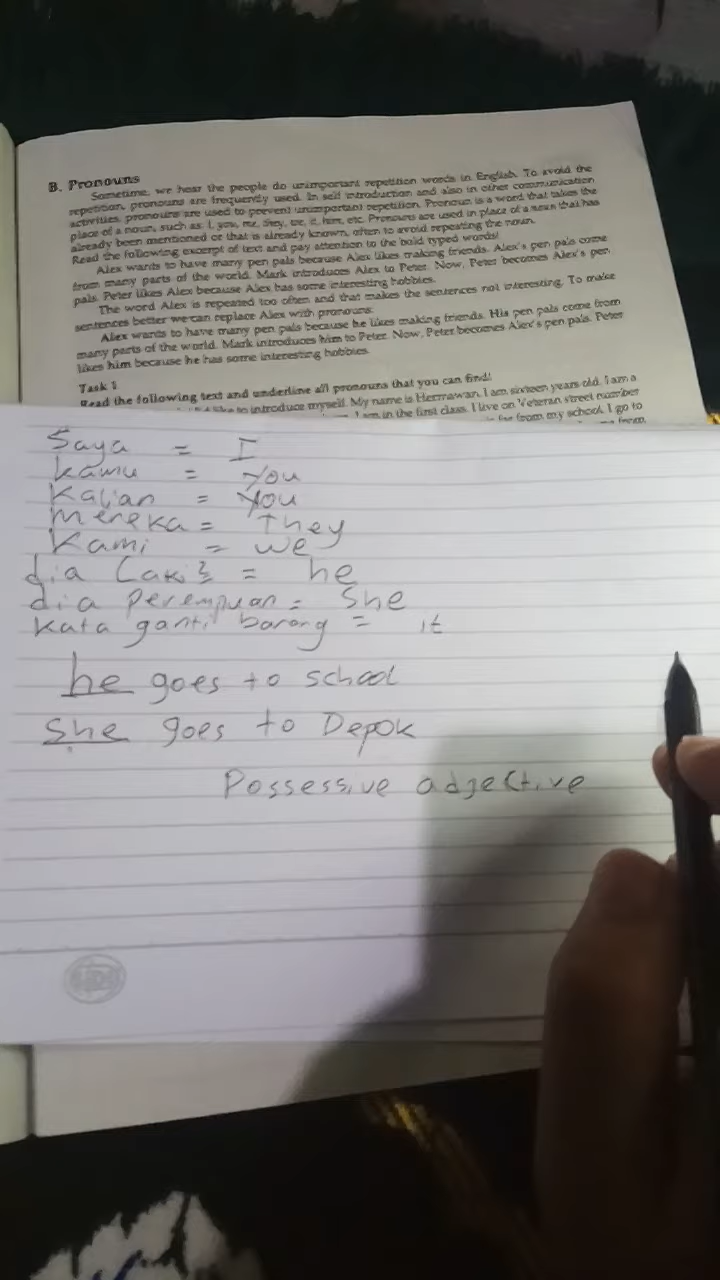 B. Pronouns
Sometime, we hear the people do unimportant repetition words in English. To avoid the
repetition, pronouns are frequently used. In self introduction and also in other communication
activities, pronouns are used to prevent unimportant repetition. Pronoun is a word that takes the
place of a noun, such as: I, you, me, they, we, it, him, etc. Pronouns are used in place of a noun that has
already been mentioned or that is already known, often to avoid repeating the noun.
Read the following excerpt of text and pay attention to the bold typed words!
Alex wants to have many pen pals because Alex likes making friends. Alex's pen pals come
from many parts of the world. Mark introduces Alex to Peter. Now, Peter becomes Alex's pen
pals. Peter likes Alex because Alex has some interesting hobbies.
The word Alex is repeated too often and that makes the sentences not interesting. To make
sentences better we can replace Alex with pronouns:
Alex wants to have many pen pals because he likes making friends. His pen pals come from
many parts of the world. Mark introduces him to Peter. Now, Peter becomes Alex's pen pals. Peter
likes him because he has some interesting hobbies.
Task 1
Read the following text and underline all pronouns that you can find!
like to introduce myself. My name is Hermawan. I am sixteen years old. I am a
I am in the first class. I live on Veteran street number
far from my school. I go to
Saya = I
kamu = you
Kalian = you
mereka = they
Kami = we
dia Laki2 = he
dia perempuan = She
kata ganti barang = it
he goes to school
She goes to Depok
Possessive adjective